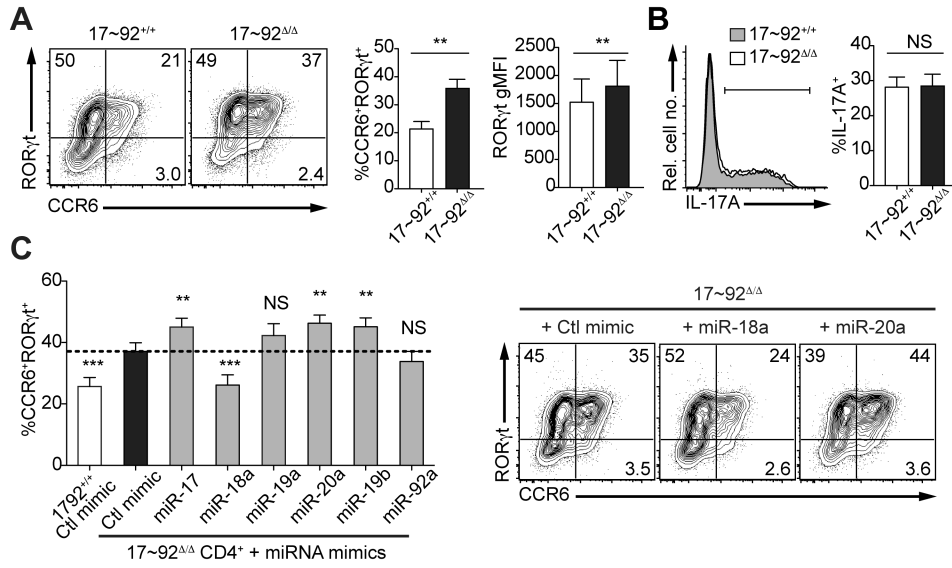 A
17~92+/+
17~92Δ/Δ
50
21
3.0
49
37
2.4
RORγt
CCR6
%CCR6+RORγt+
50
40
30
20
10
0
**
17~92+/+
17~92Δ/Δ
RORγt gMFI
2500
2000
1500
1000
500
0
**
17~92+/+
17~92Δ/Δ
B
17~92+/+
17~92Δ/Δ
Rel. cell no.
IL-17A
%IL-17A+
40
30
20
10
0
NS
17~92+/+
17~92Δ/Δ
C
%CCR6+RORγt+
60
40
20
0
***
**
***
NS
**
**
NS
1792+/+
Ctl mimic
Ctl mimic
miR-17
miR-18a
miR-19a
miR-20a
miR-19b
miR-92a
17~92Δ/Δ CD4+ + miRNA mimics
17~92Δ/Δ
+ Ctl mimic
+ miR-18a
+ miR-20a
45
35
3.5
52
24
2.6
39
44
3.6
RORγt
CCR6